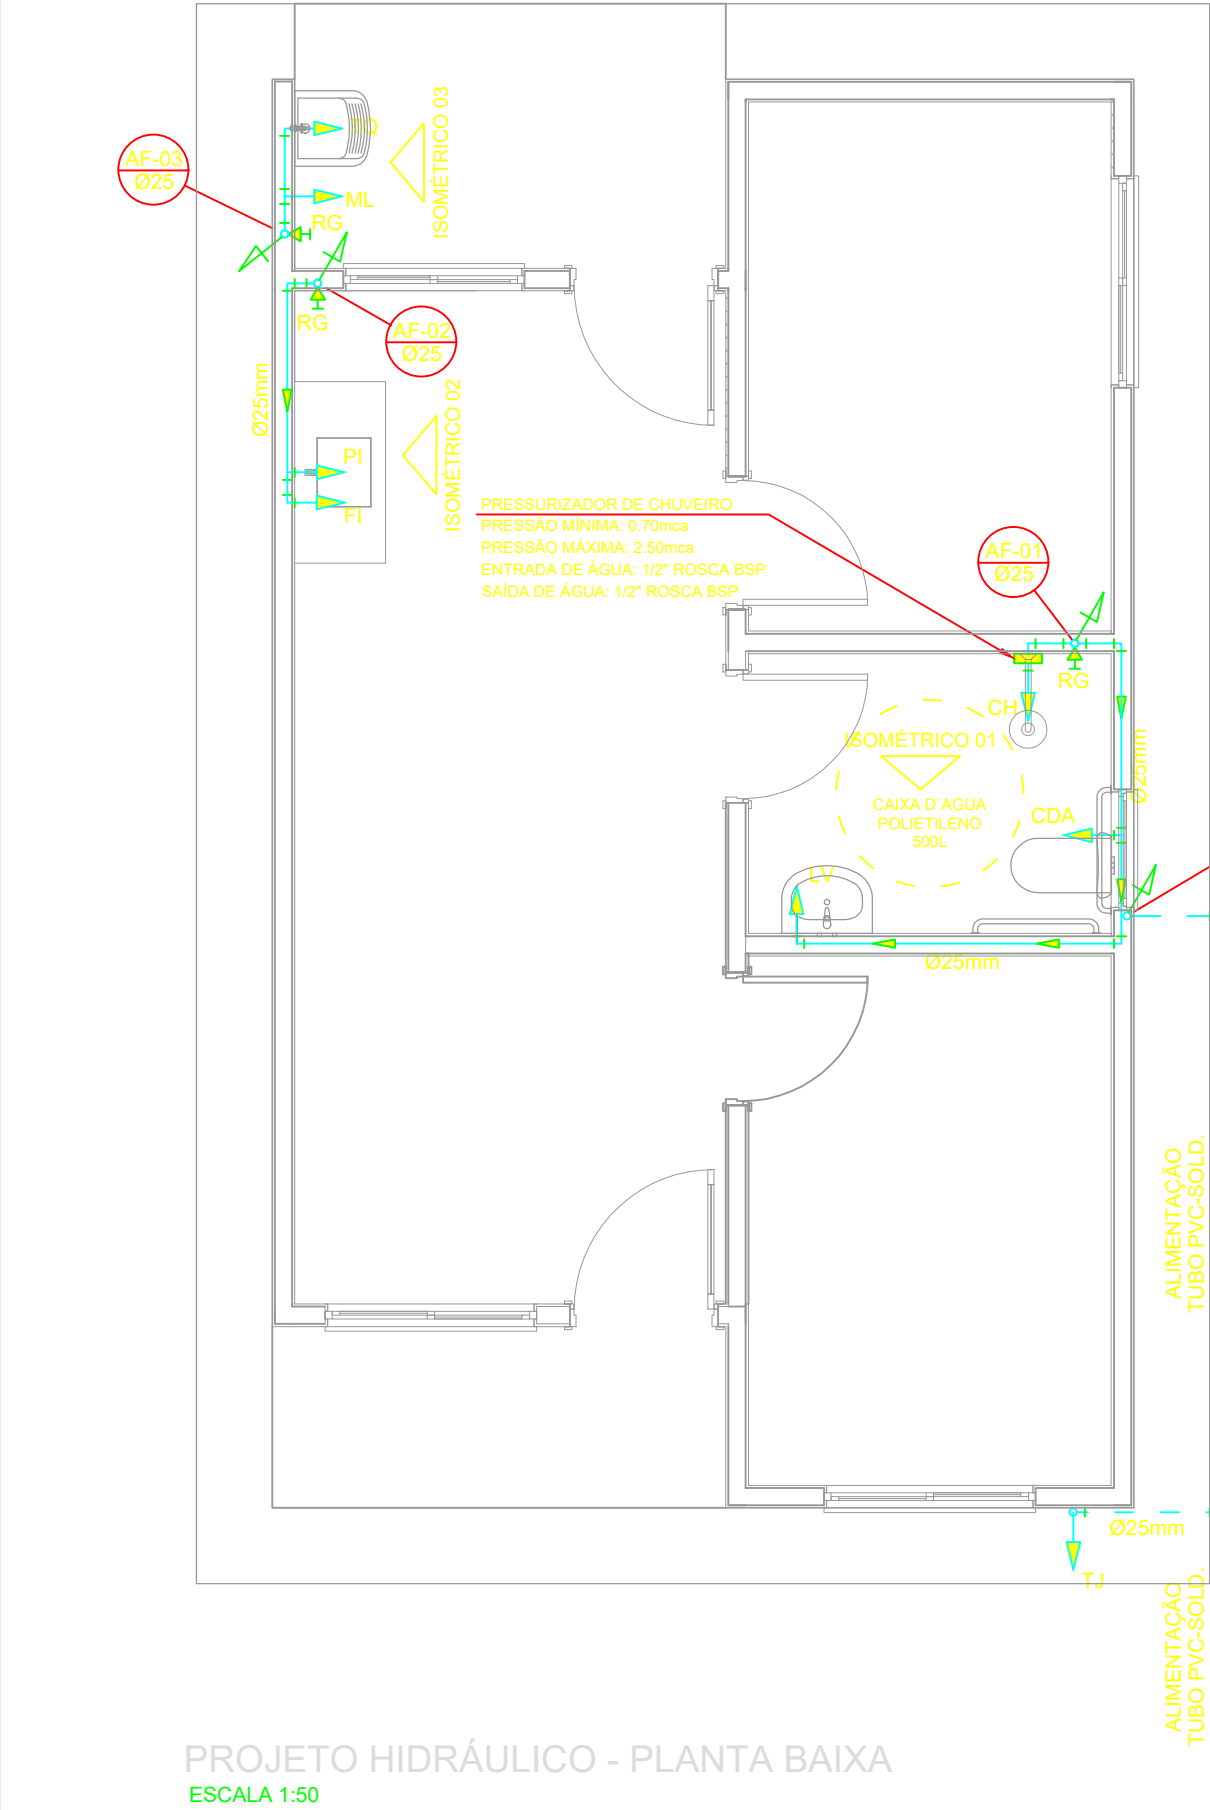 ISOMÉTRICO 03
TQ
AF-03
Ø25
ML
RG
RG
AF-02
Ø25
Ø25mm
ISOMÉTRICO 02
PI
FI
PRESSURIZADOR DE CHUVEIRO
PRESSÃO MÍNIMA: 0.70mca
PRESSÃO MÁXIMA: 2.50mca
ENTRADA DE ÁGUA: 1/2" ROSCA BSP
SAÍDA DE ÁGUA: 1/2" ROSCA BSP
AF-01
Ø25
RG
CH
ISOMÉTRICO 01
Ø25mm
CAIXA D`AGUA
POLIETILENO
500L
CDA
LV
Ø25mm
ALIMENTAÇÃO
TUBO PVC-SOLD.
Ø25mm
TJ
ALIMENTAÇÃO
TUBO PVC-SOLD.
PROJETO HIDRÁULICO - PLANTA BAIXA
ESCALA 1:50